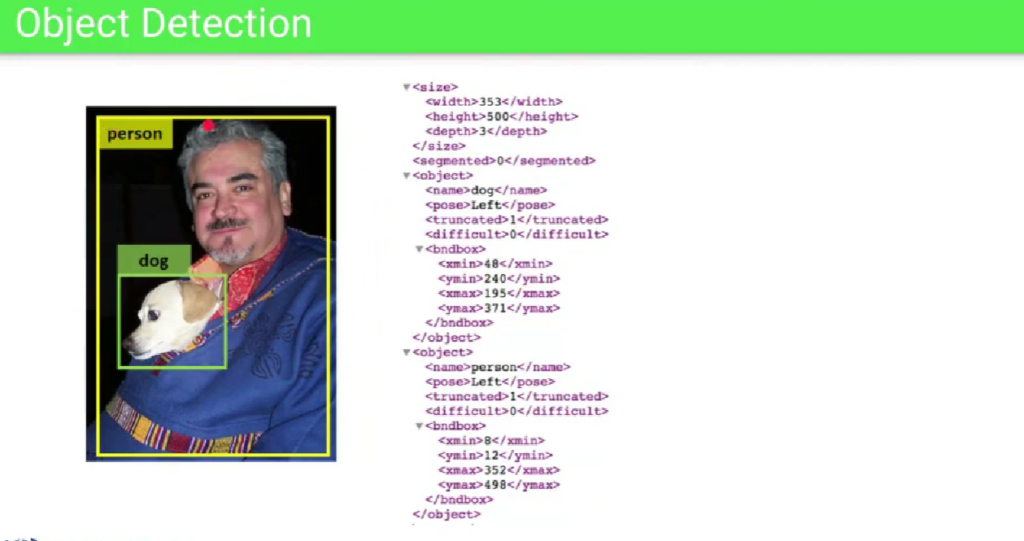 Object Detection
person
dog
▼<size>
<width>353</width>
<height>500</height>
<depth>3</depth>
</size>
<segmented>0</segmented>
▼<object>
<name>dog</name>
<pose>Left</pose>
<truncated>1</truncated>
<difficult>0</difficult>
▼<bndbox>
<xmin>48</xmin>
<ymin>240</ymin>
<xmax>195</xmax>
<ymax>371</ymax>
</bndbox>
</object>
▼<object>
<name>person</name>
<pose>Left</pose>
<truncated>1</truncated>
<difficult>0</difficult>
▼<bndbox>
<xmin>8</xmin>
<ymin>12</ymin>
<xmax>352</xmax>
<ymax>498</ymax>
</bndbox>
</object>